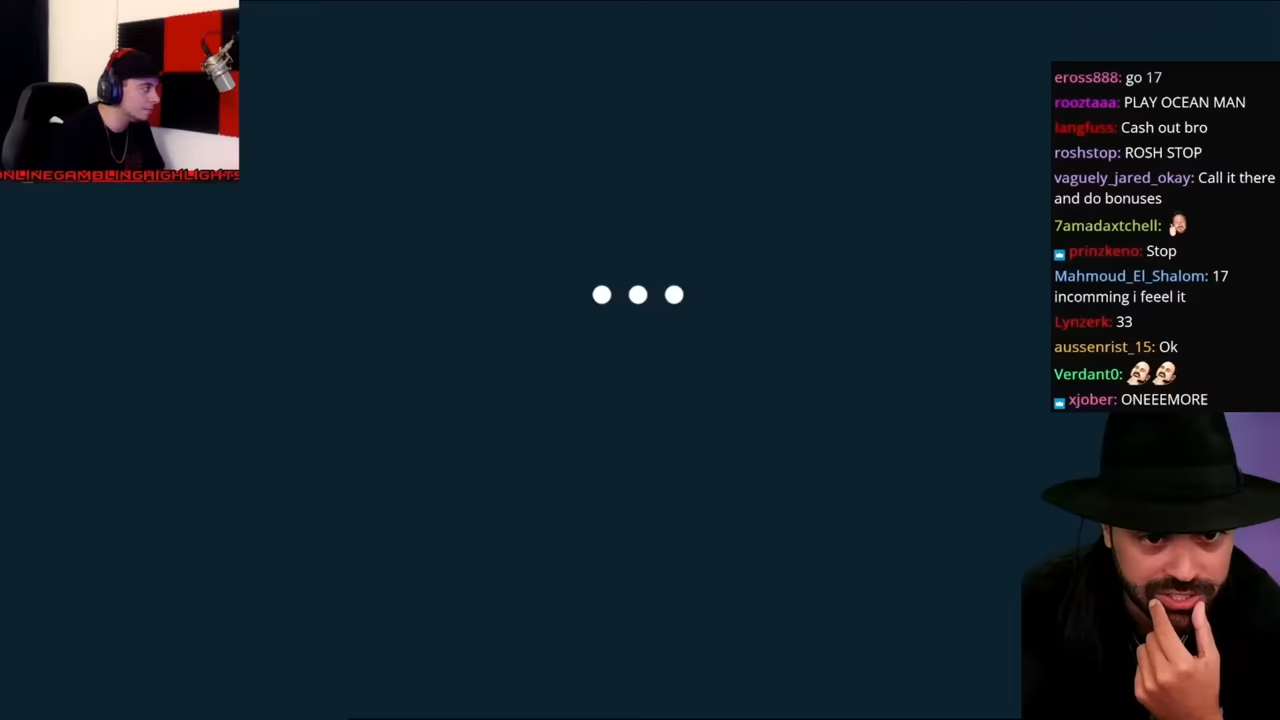 ONLINEGAMBLINGHIGHLIGHTS
eross888: go 17
rooztaaa: PLAY OCEAN MAN
langfuss: Cash out bro
roshstop: ROSH STOP
vaguely_jared_okay: Call it there
and do bonuses
7amadaxtchell:
prinzkeno: Stop
Mahmoud_El_Shalom: 17
incomming i feeel it
Lynzerk: 33
aussenrist_15: Ok
Verdant0:
xjober: ONEEEMORE